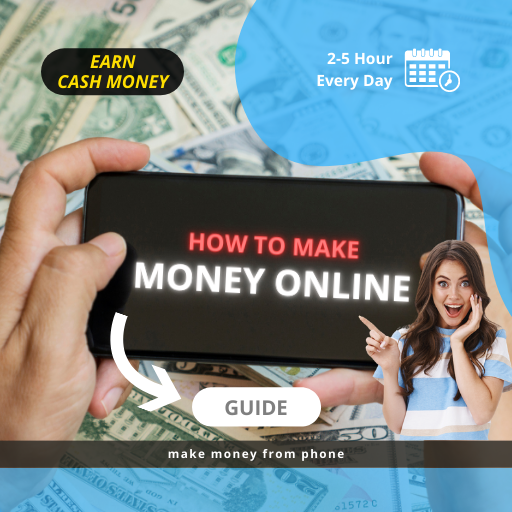 EARN
CASH MONEY
2-5 Hour
Every Day
HOW TO MAKE
MONEY ONLINE
GUIDE
make money from phone